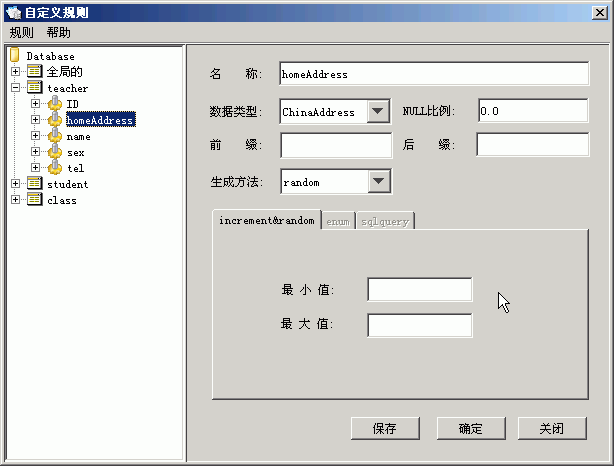 自定义规则
规则 帮助
Database
全局的
teacher
ID
homeAddress
name
sex
tel
student
class
名 称: homeAddress
数据类型: ChinaAddress NULL比例: 0.0
前 缀: 后 缀:
生成方法: random
increment&random enum sqlquery
最 小 值:
最 大 值:
保存 确定 关闭